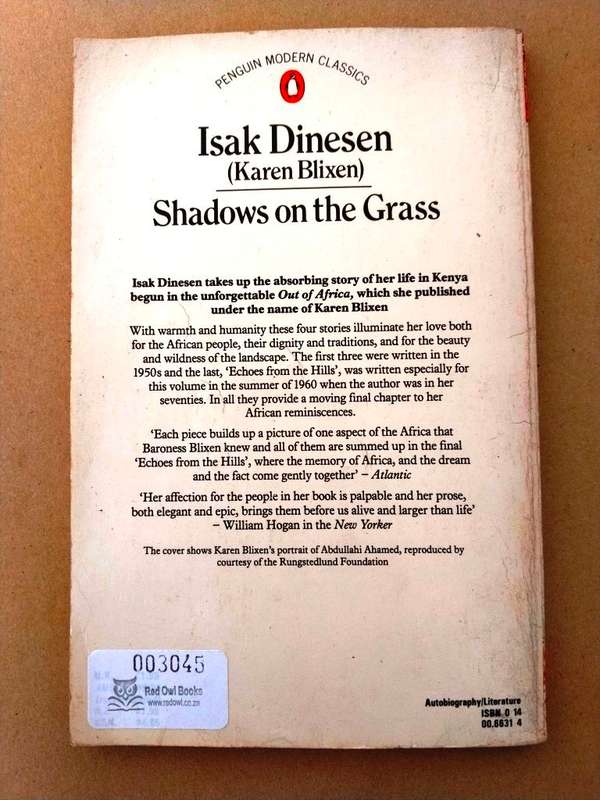 PENGUIN MODERN CLASSICS
Isak Dinesen
(Karen Blixen)
Shadows on the Grass
Isak Dinesen takes up the absorbing story of her life in Kenya
begun in the unforgettable Out of Africa, which she published
under the name of Karen Blixen
With warmth and humanity these four stories illuminate her love both
for the African people, their dignity and traditions, and for the beauty
and wildness of the landscape. The first three were written in the
1950s and the last, ‘Echoes from the Hills’, was written especially for
this volume in the summer of 1960 when the author was in her
seventies. In all they provide a moving final chapter to her
African reminiscences.
‘Each piece builds up a picture of one aspect of the Africa that
Baroness Blixen knew and all of them are summed up in the final
‘Echoes from the Hills’, where the memory of Africa, and the dream
and the fact come gently together’ – Atlantic
‘Her affection for the people in her book is palpable and her prose,
both elegant and epic, brings them before us alive and larger than life’
– William Hogan in the New Yorker
The cover shows Karen Blixen's portrait of Abdullahi Ahamed, reproduced by
courtesy of the Rungstedlund Foundation
003045
Red Owl Books
Autobiography/Literature
ISBN 0 14
00.6631 4